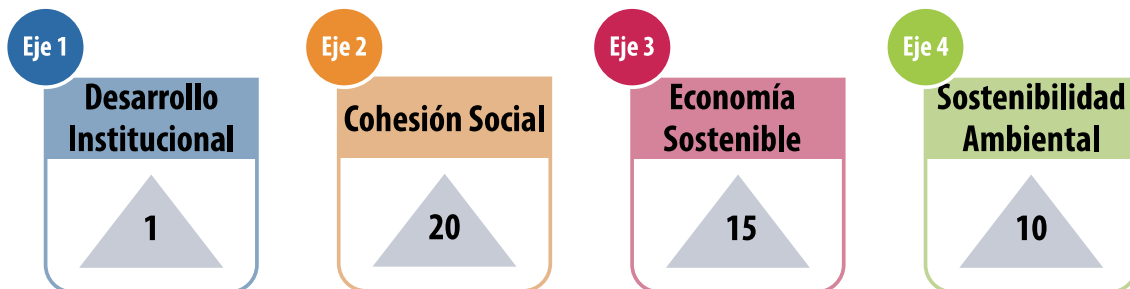 Eje 1
Desarrollo
Institucional
1
Eje 2
Cohesión Social
20
Eje 3
Economía
Sostenible
15
Eje 4
Sostenibilidad
Ambiental
10